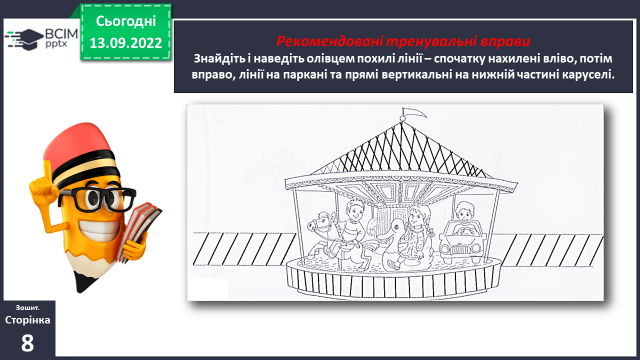 ВСІМ
pptx
Сьогодні
13.09.2022
Рекомендовані тренувальні вправи
Знайдіть і наведіть олівцем похилі лінії – спочатку нахилені вліво, потім
вправо, лінії на паркані та прямі вертикальні на нижній частині каруселі.
Зошит.
Сторінка
8